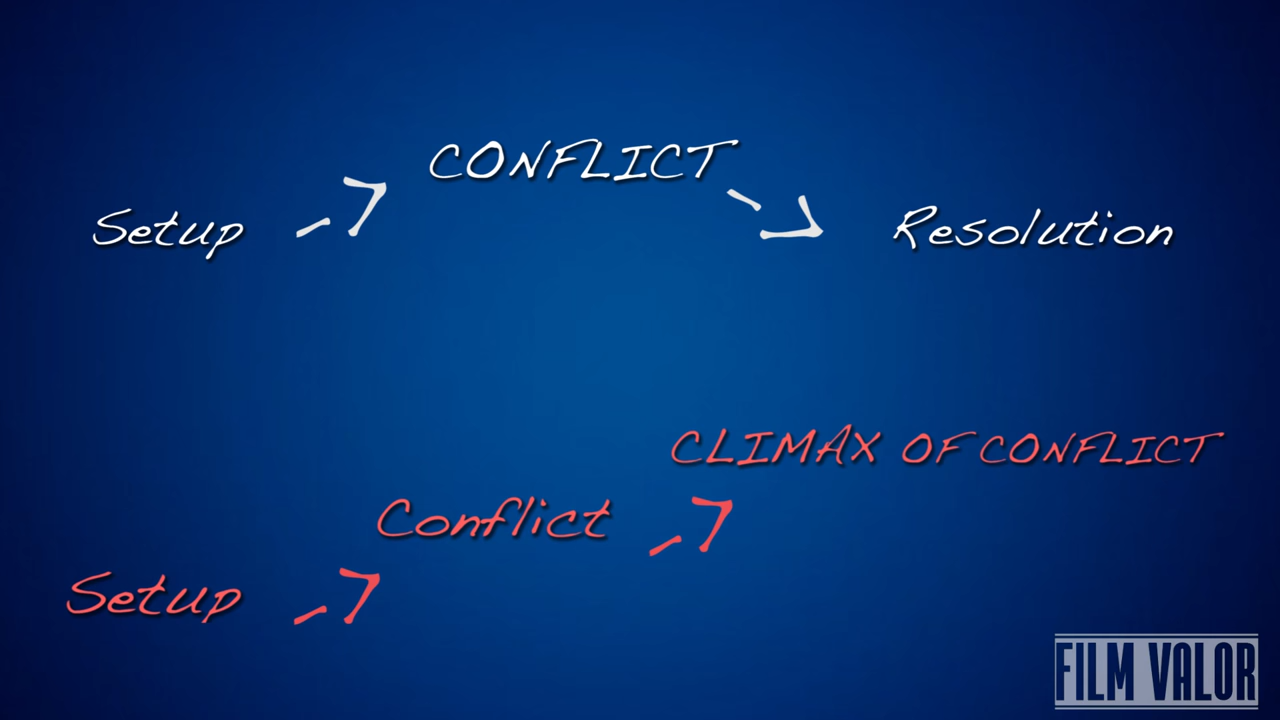 CONFLICT
Setup
Resolution
CLIMAX OF CONFLICT
Conflict
Setup
FILM VALOR